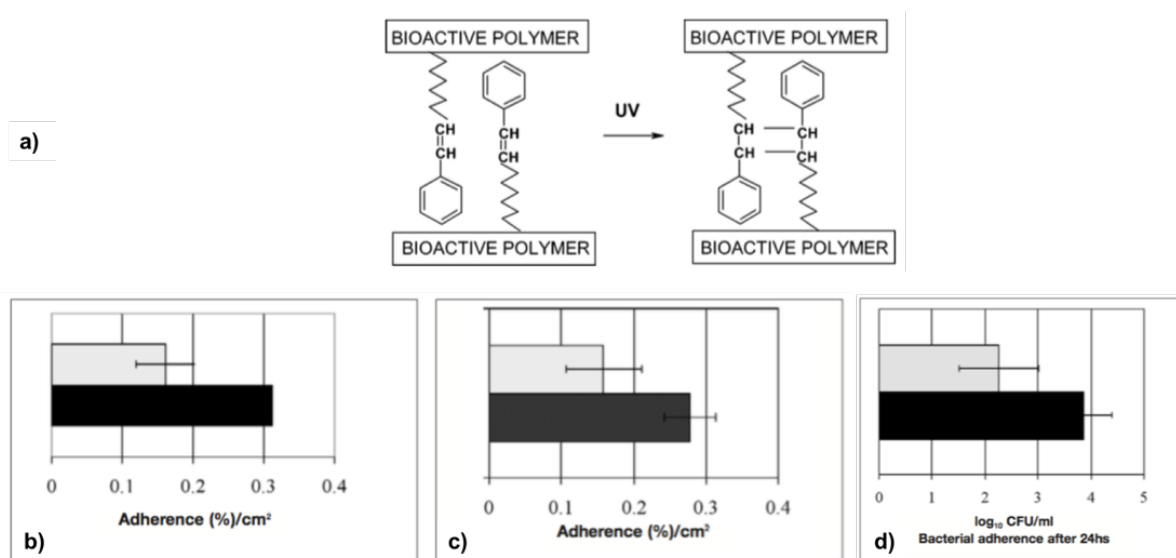 a)
BIOACTIVE POLYMER
CH
CH
CH
CH
BIOACTIVE POLYMER
UV
BIOACTIVE POLYMER
CH
CH
CH
CH
BIOACTIVE POLYMER
0 0.1 0.2 0.3 0.4
Adherence (%)/cm²
b)
0 0.1 0.2 0.3 0.4
Adherence (%)/cm²
c)
0 1 2 3 4 5
log₁₀ CFU/ml
Bacterial adherence after 24hs
d)